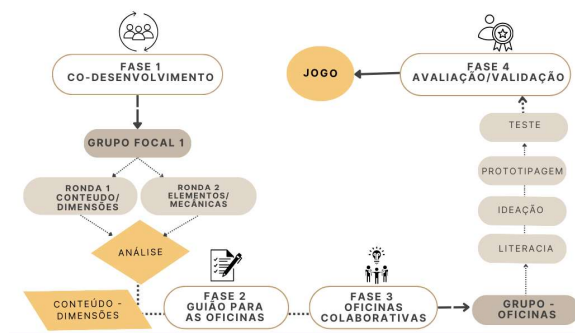 FASE 1
CO-DESENVOLVIMENTO
GRUPO FOCAL 1
RONDA 1
CONTEUDO/
DIMENSÕES
RONDA 2
ELEMENTOS/
MECÂNICAS
ANÁLISE
CONTEÚDO -
DIMENSÕES
FASE 2
GUIÃO PARA
AS OFICINAS
FASE 3
OFICINAS
COLABORATIVAS
GRUPO -
OFICINAS
LITERACIA
IDEAÇÃO
PROTOTIPAGEM
TESTE
FASE 4
AVALIAÇÃO/VALIDAÇÃO
JOGO